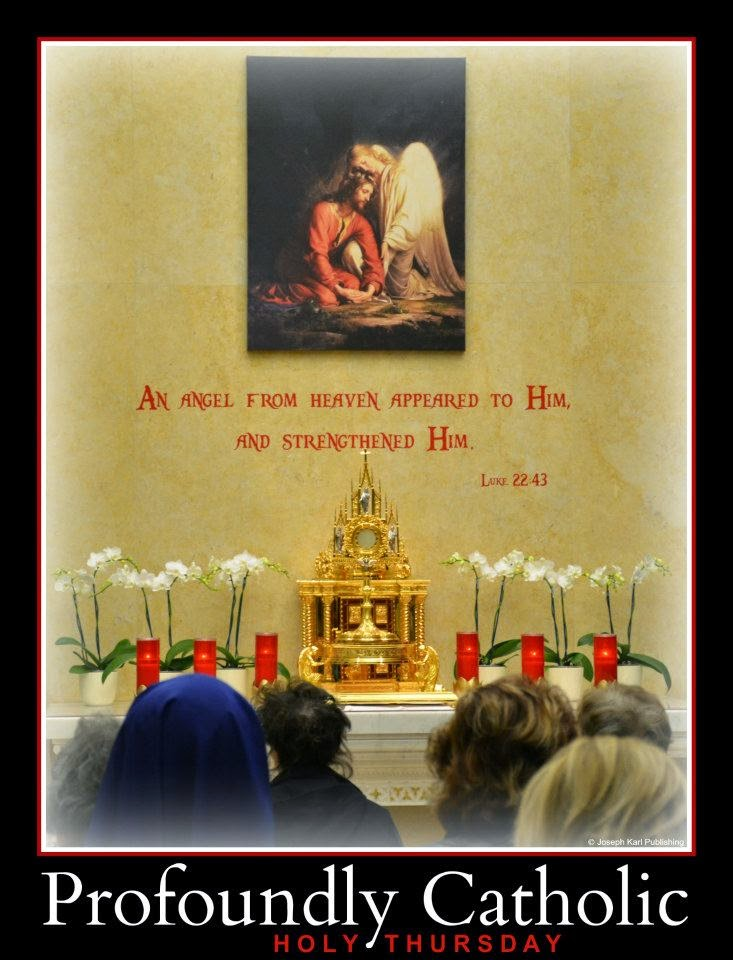 An angel from heaven appeared to Him,
and strengthened Him.
Luke 22:43
© Joseph Karl Publishing
Profoundly Catholic
HOLY THURSDAY